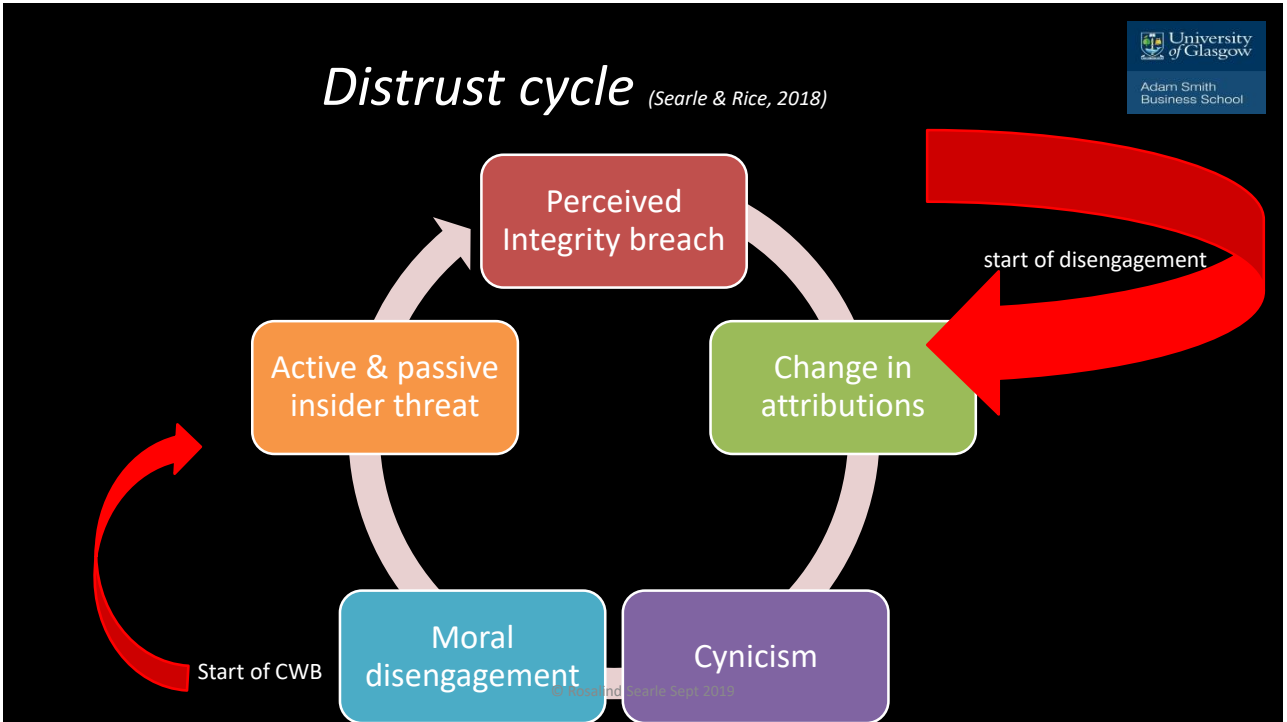 University
of Glasgow
Adam Smith
Business School
Distrust cycle (Searle & Rice, 2018)
Perceived
Integrity breach
start of disengagement
Change in
attributions
Active & passive
insider threat
Cynicism
Moral
disengagement
Start of CWB
© Rosalind Searle Sept 2019